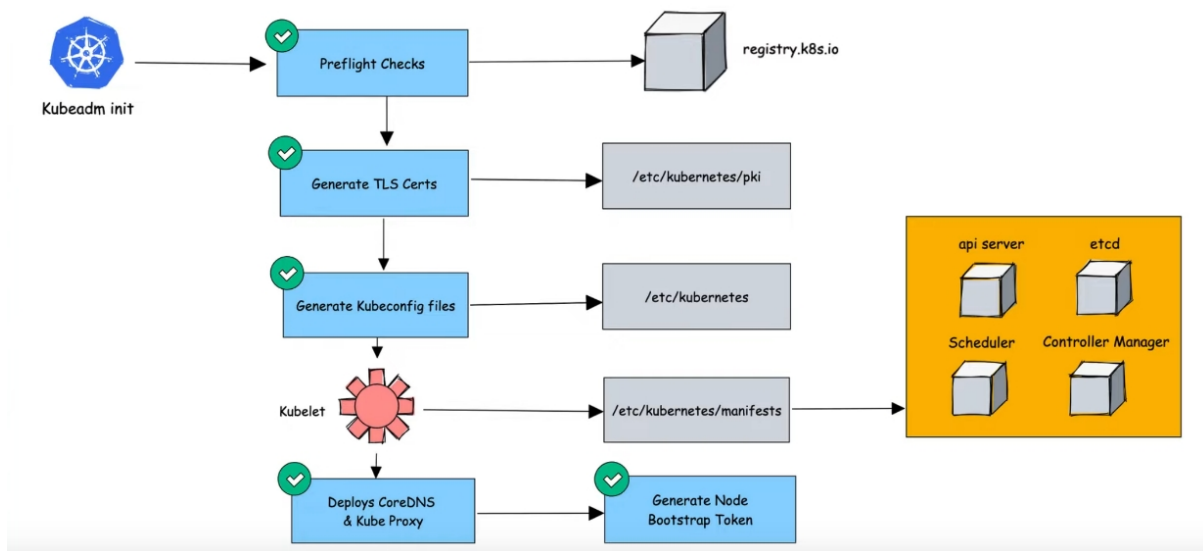 Kubeadm init
Preflight Checks
registry.k8s.io
Generate TLS Certs
/etc/kubernetes/pki
Generate Kubeconfig files
/etc/kubernetes
Kubelet
/etc/kubernetes/manifests
api server
etcd
Scheduler
Controller Manager
Deploys CoreDNS
& Kube Proxy
Generate Node
Bootstrap Token